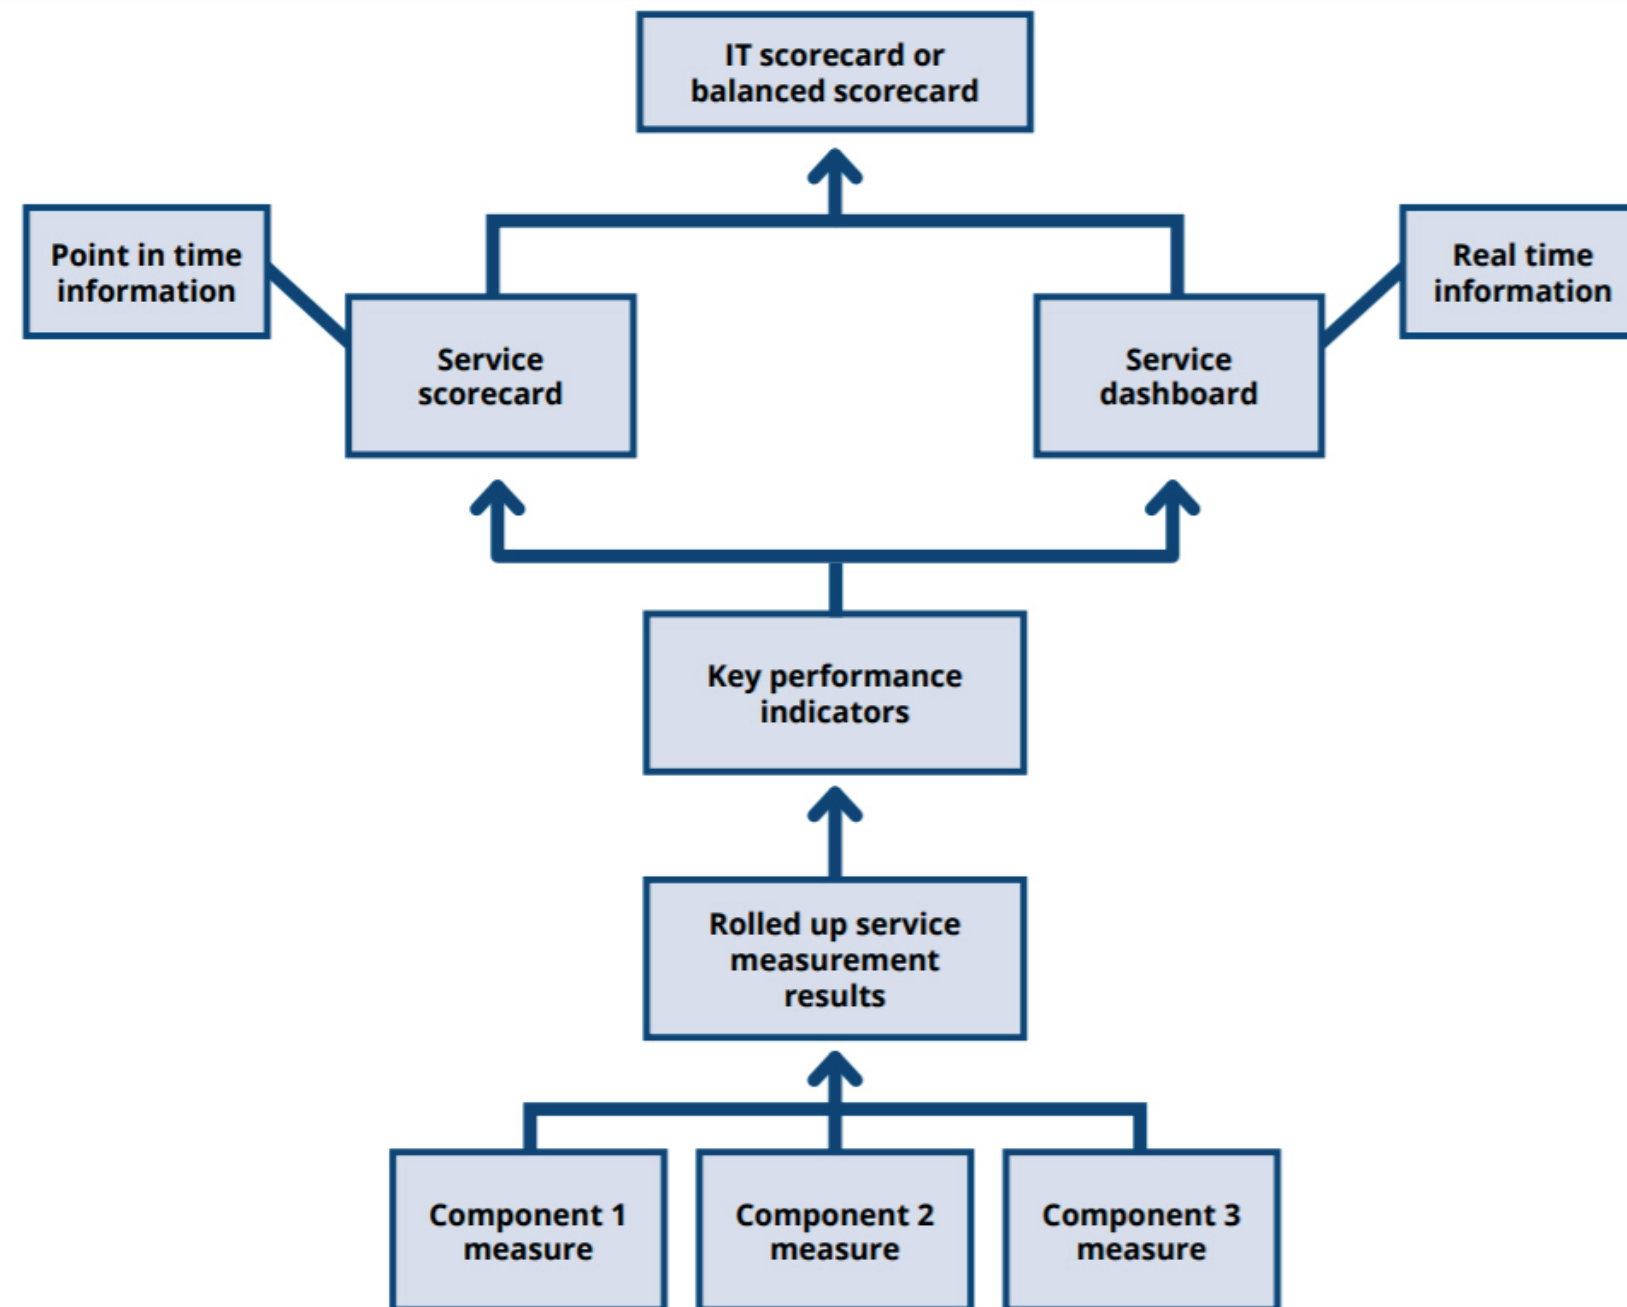 IT scorecard or
balanced scorecard
Point in time
information
Real time
information
Service
scorecard
Service
dashboard
Key performance
indicators
Rolled up service
measurement
results
Component 1
measure
Component 2
measure
Component 3
measure